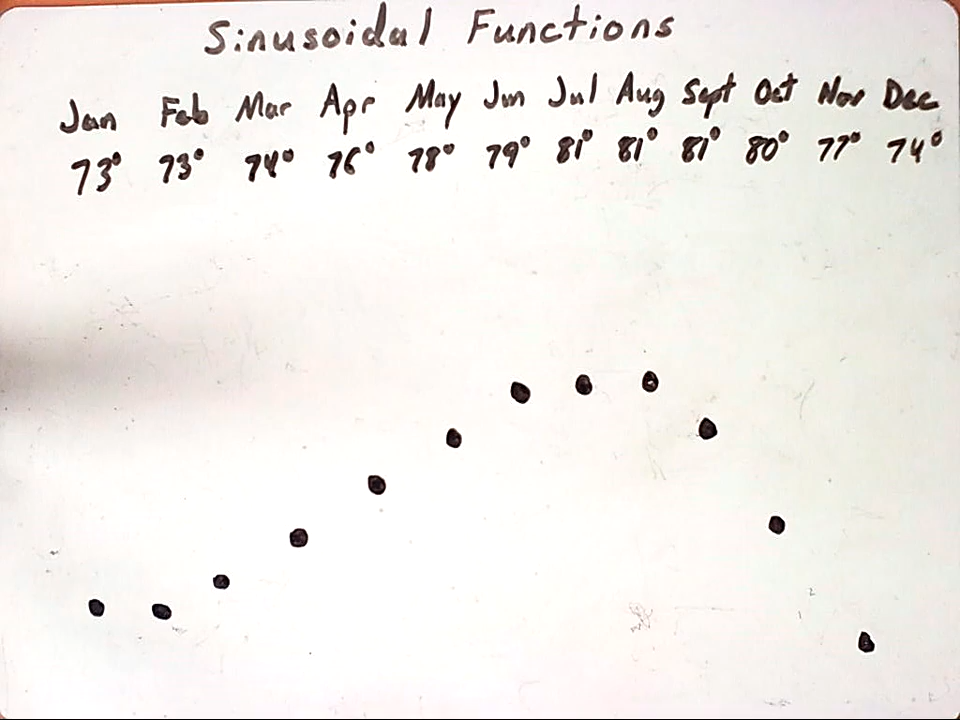 Sinusoidal Functions
Jan Feb Mar Apr May Jun Jul Aug Sept Oct Nov Dec
73° 73° 74° 76° 78° 79° 81° 81° 81° 80° 77° 74°